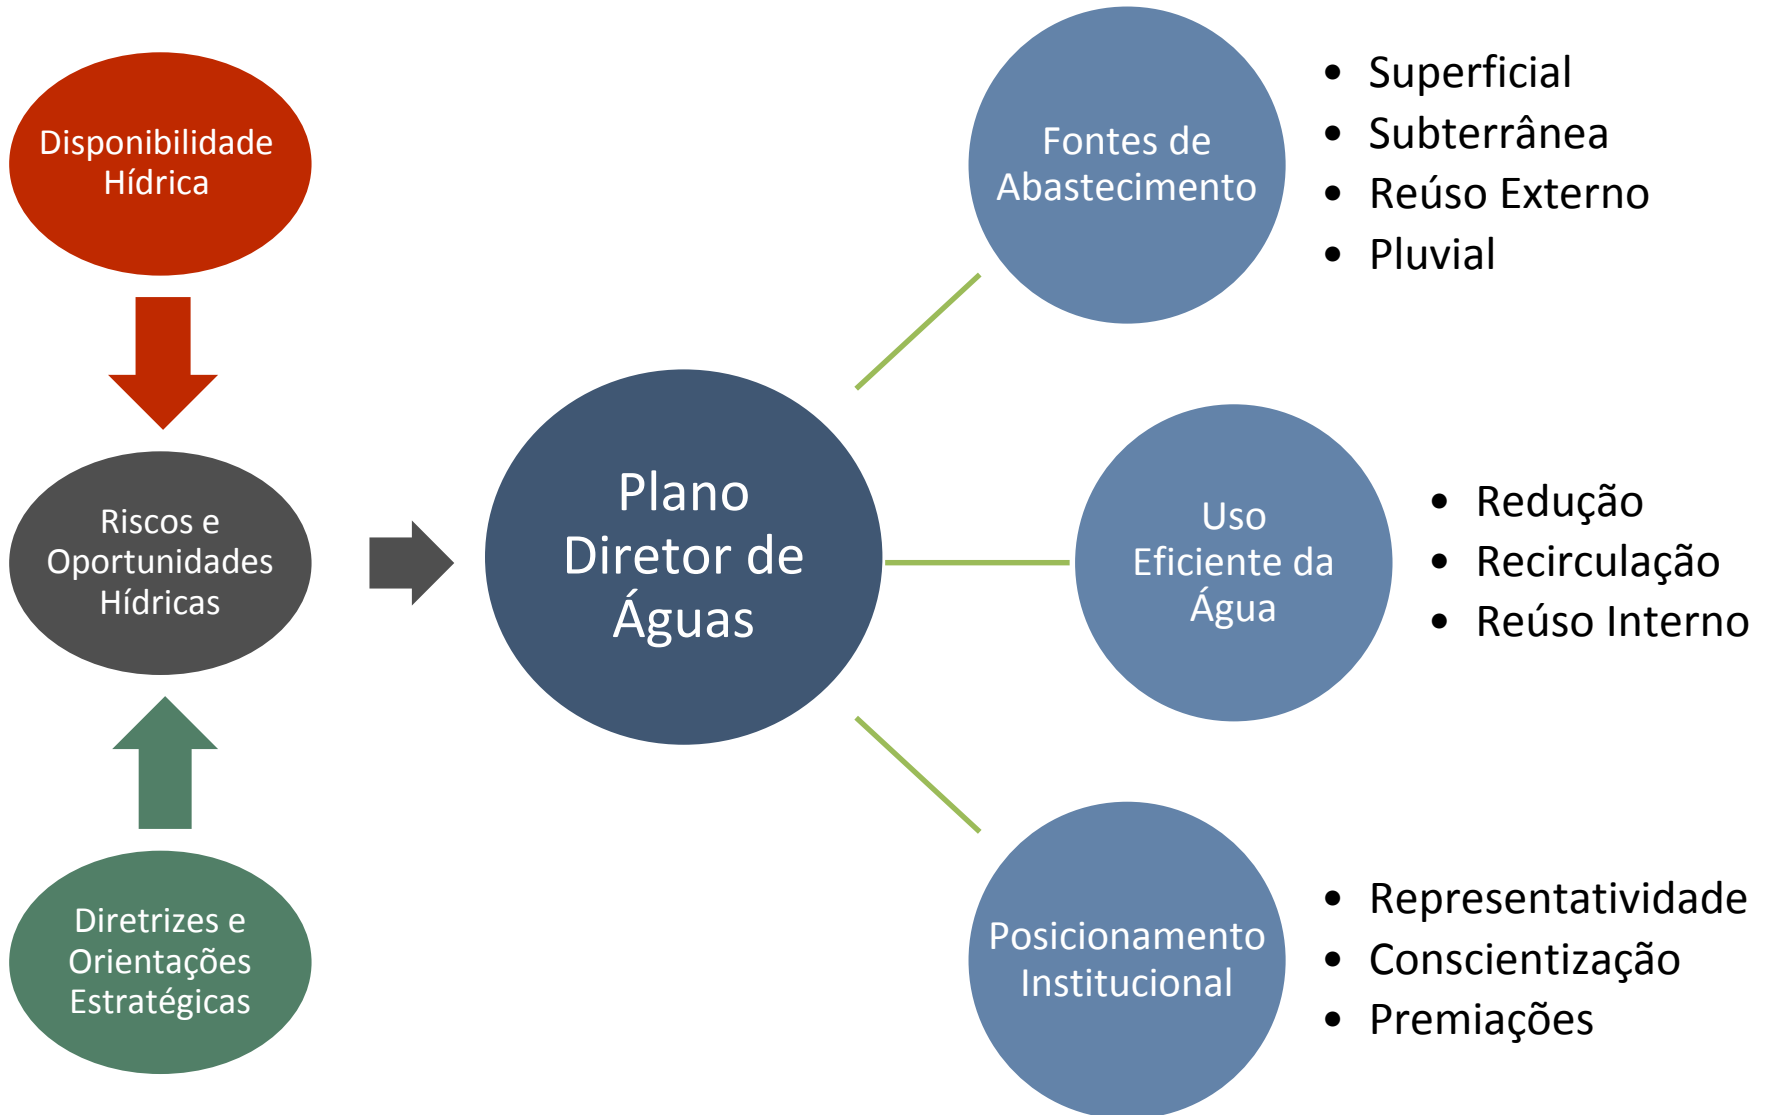 Disponibilidade
Hídrica
Riscos e
Oportunidades
Hídricas
Diretrizes e
Orientações
Estratégicas
Plano
Diretor de
Águas
Fontes de
Abastecimento
• Superficial
• Subterrânea
• Reúso Externo
• Pluvial
Uso
Eficiente da
Água
• Redução
• Recirculação
• Reúso Interno
Posicionamento
Institucional
• Representatividade
• Conscientização
• Premiações